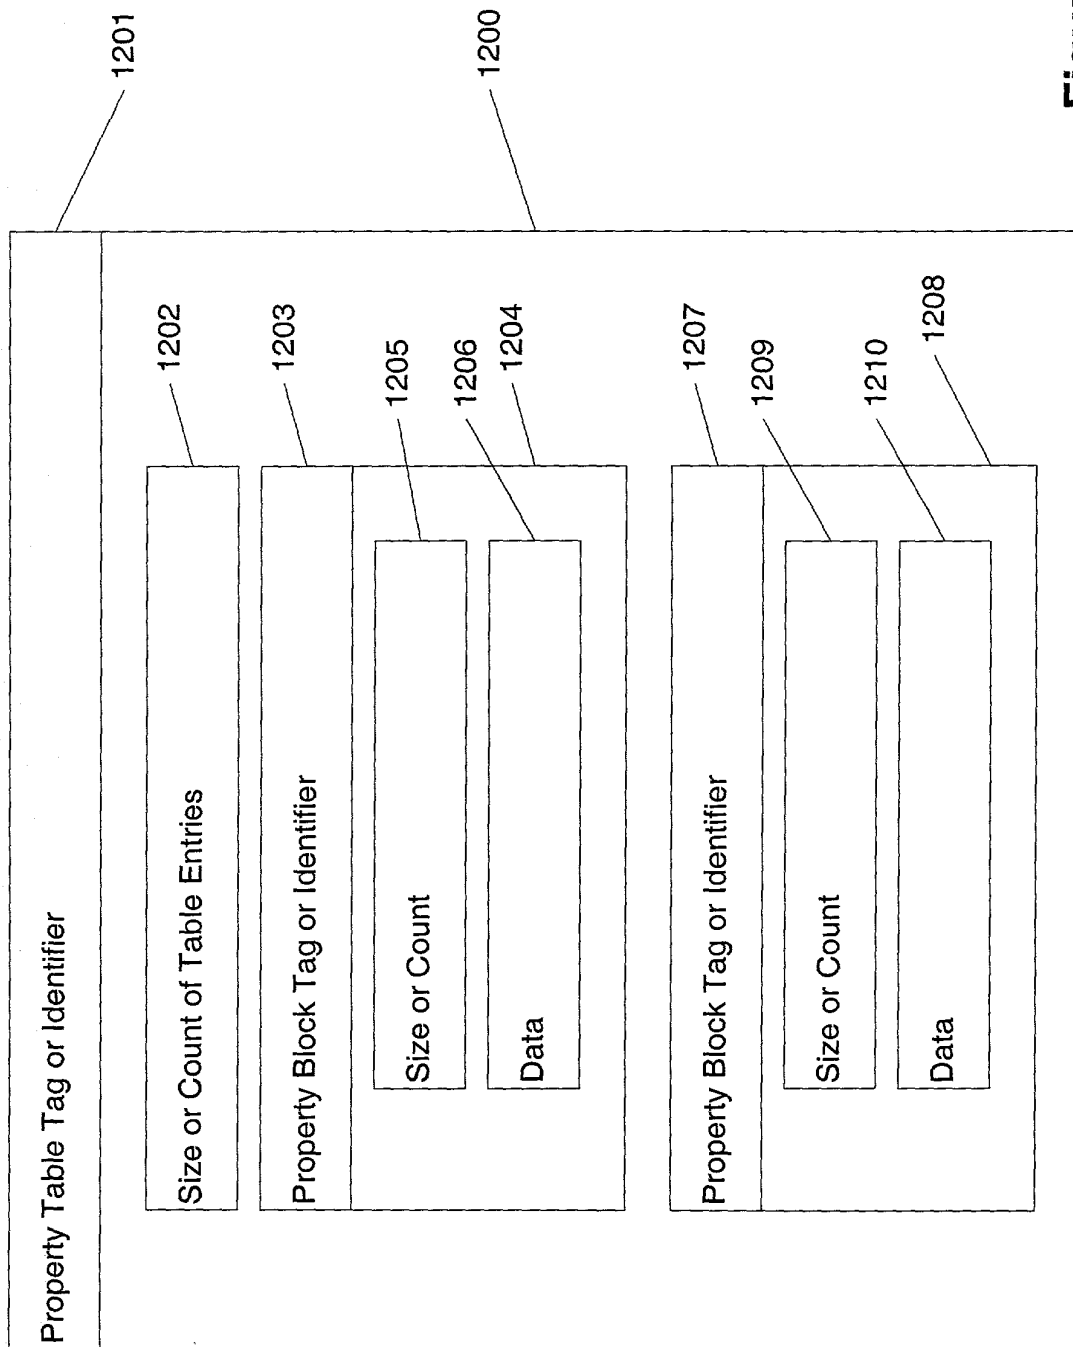 Property Table Tag or Identifier
1201
Size or Count of Table Entries
1202
Property Block Tag or Identifier
1203
Size or Count
1205
Data
1206
1204
1200
Property Block Tag or Identifier
1207
Size or Count
1209
Data
1210
1208